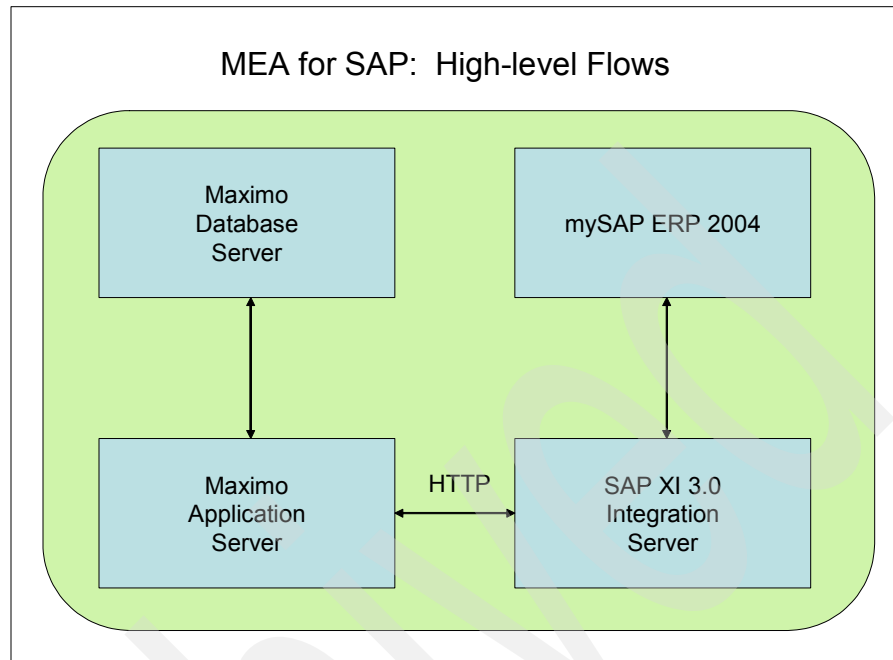 MEA for SAP: High-level Flows
Maximo
Database
Server
mySAP ERP 2004
Maximo
Application
Server
HTTP
SAP XI 3.0
Integration
Server